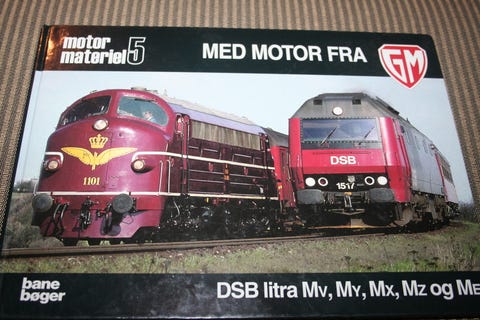 motor
materiel 5
MED MOTOR FRA
GM
1101
DSB
1517
bane
bøger
DSB litra Mv, My, Mx, Mz og Me